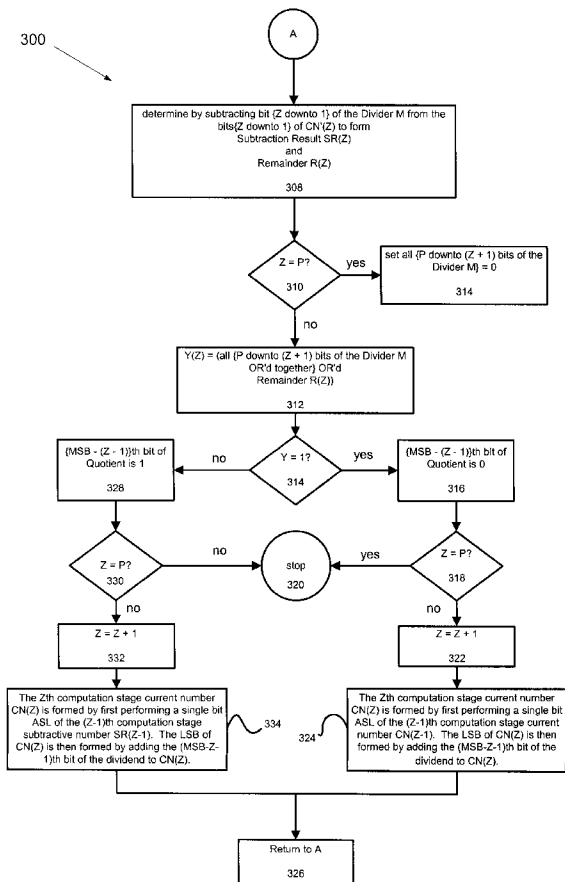 300
A
determine by subtracting bit {Z downto 1} of the Divider M from the
bits{Z downto 1} of CN'(Z) to form
Subtraction Result SR(Z)
and
Remainder R(Z)
308
Z = P?
310
yes
set all {P downto (Z + 1) bits of the
Divider M} = 0
314
no
Y(Z) = (all {P downto (Z + 1) bits of the Divider M
OR'd together} OR'd
Remainder R(Z)}
312
{MSB - (Z - 1)}th bit of
Quotient is 1
328
no
Y = 1?
314
yes
{MSB - (Z - 1)}th bit of
Quotient is 0
316
Z = P?
330
no
stop
320
yes
Z = P?
318
no
no
Z = Z + 1
332
Z = Z + 1
322
The Zth computation stage current number
CN(Z) is formed by first performing a single bit
ASL of the (Z-1)th computation stage
subtractive number SR(Z-1). The LSB of
CN(Z) is then formed by adding the (MSB-Z-
1)th bit of the dividend to CN(Z).
334
324
The Zth computation stage current number
CN(Z) is formed by first performing a single bit
ASL of the (Z-1)th computation stage current
number CN(Z-1). The LSB of CN(Z) is then
formed by adding the (MSB-Z-1)th bit of the
dividend to CN(Z).
Return to A
326